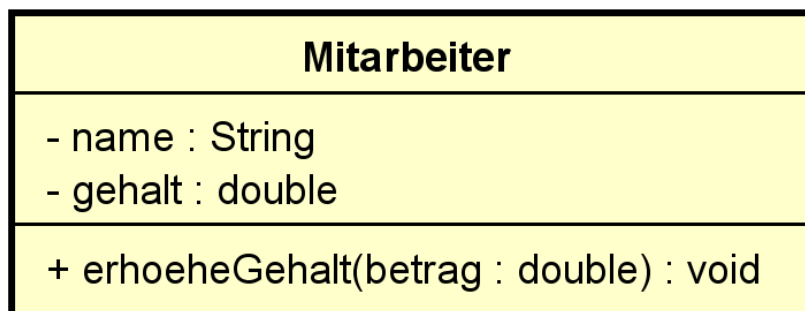 Mitarbeiter
- name : String
- gehalt : double
+ erhoeheGehalt(betrag : double) : void